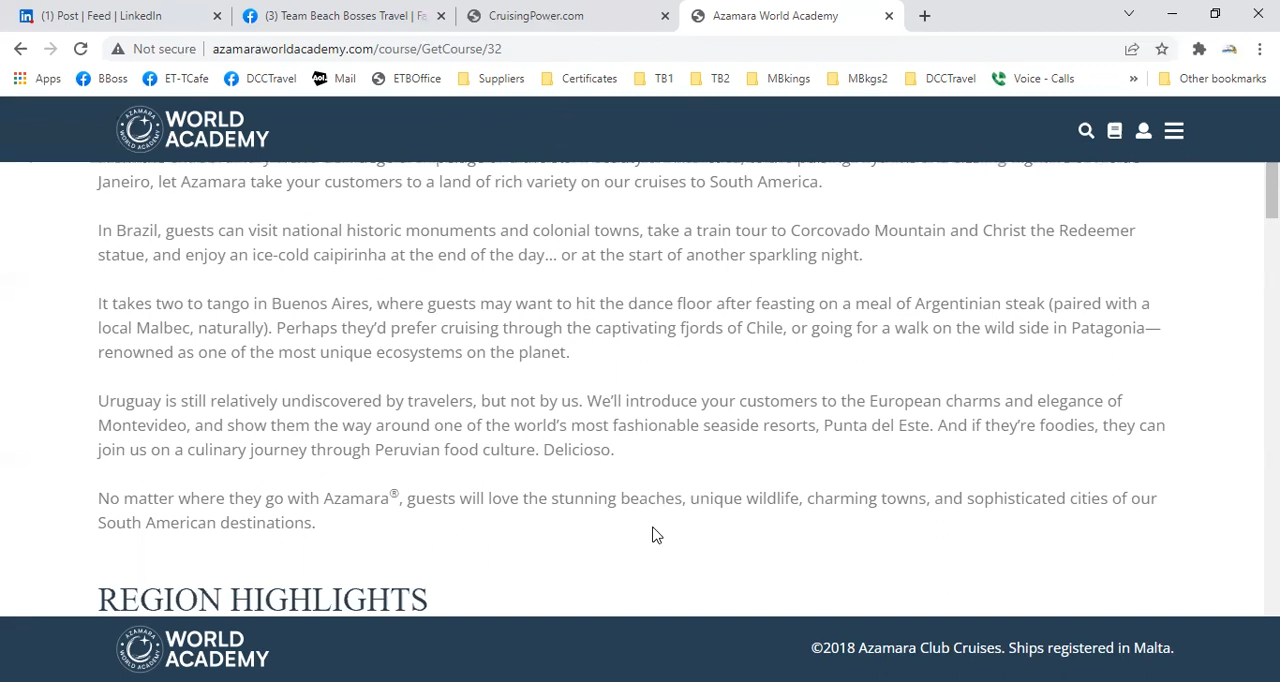 (1) Post | Feed | LinkedIn
(3) Team Beach Bosses Travel | Fa
CruisingPower.com
Azamara World Academy
Not secure
azamaraworldacademy.com/course/GetCourse/32
Apps
BBoss
ET-TCafe
DCCTravel
Aol.
Mail
ETBOffice
Suppliers
Certificates
TB1
TB2
MBkings
MBkgs2
DCCTravel
Voice - Calls
»
Other bookmarks
AZAMARA WORLD ACADEMY
WORLD
ACADEMY
Janeiro, let Azamara take your customers to a land of rich variety on our cruises to South America.
In Brazil, guests can visit national historic monuments and colonial towns, take a train tour to Corcovado Mountain and Christ the Redeemer
statue, and enjoy an ice-cold caipirinha at the end of the day... or at the start of another sparkling night.
It takes two to tango in Buenos Aires, where guests may want to hit the dance floor after feasting on a meal of Argentinian steak (paired with a
local Malbec, naturally). Perhaps they'd prefer cruising through the captivating fjords of Chile, or going for a walk on the wild side in Patagonia—
renowned as one of the most unique ecosystems on the planet.
Uruguay is still relatively undiscovered by travelers, but not by us. We'll introduce your customers to the European charms and elegance of
Montevideo, and show them the way around one of the world's most fashionable seaside resorts, Punta del Este. And if they're foodies, they can
join us on a culinary journey through Peruvian food culture. Delicioso.
No matter where they go with Azamara®, guests will love the stunning beaches, unique wildlife, charming towns, and sophisticated cities of our
South American destinations.
REGION HIGHLIGHTS
AZAMARA WORLD ACADEMY
WORLD
ACADEMY
©2018 Azamara Club Cruises. Ships registered in Malta.